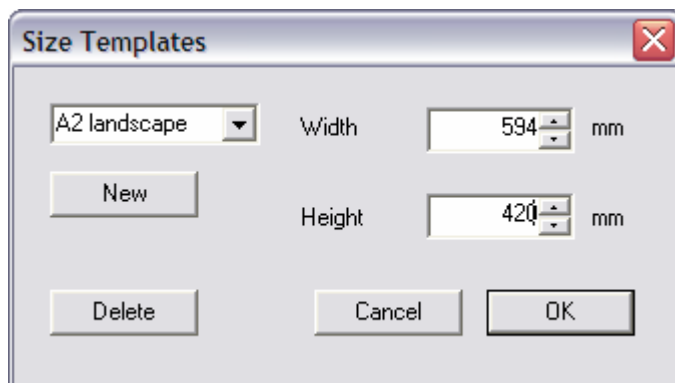 Size Templates
A2 landscape Width 594 mm
New
Height 420 mm
Delete Cancel OK